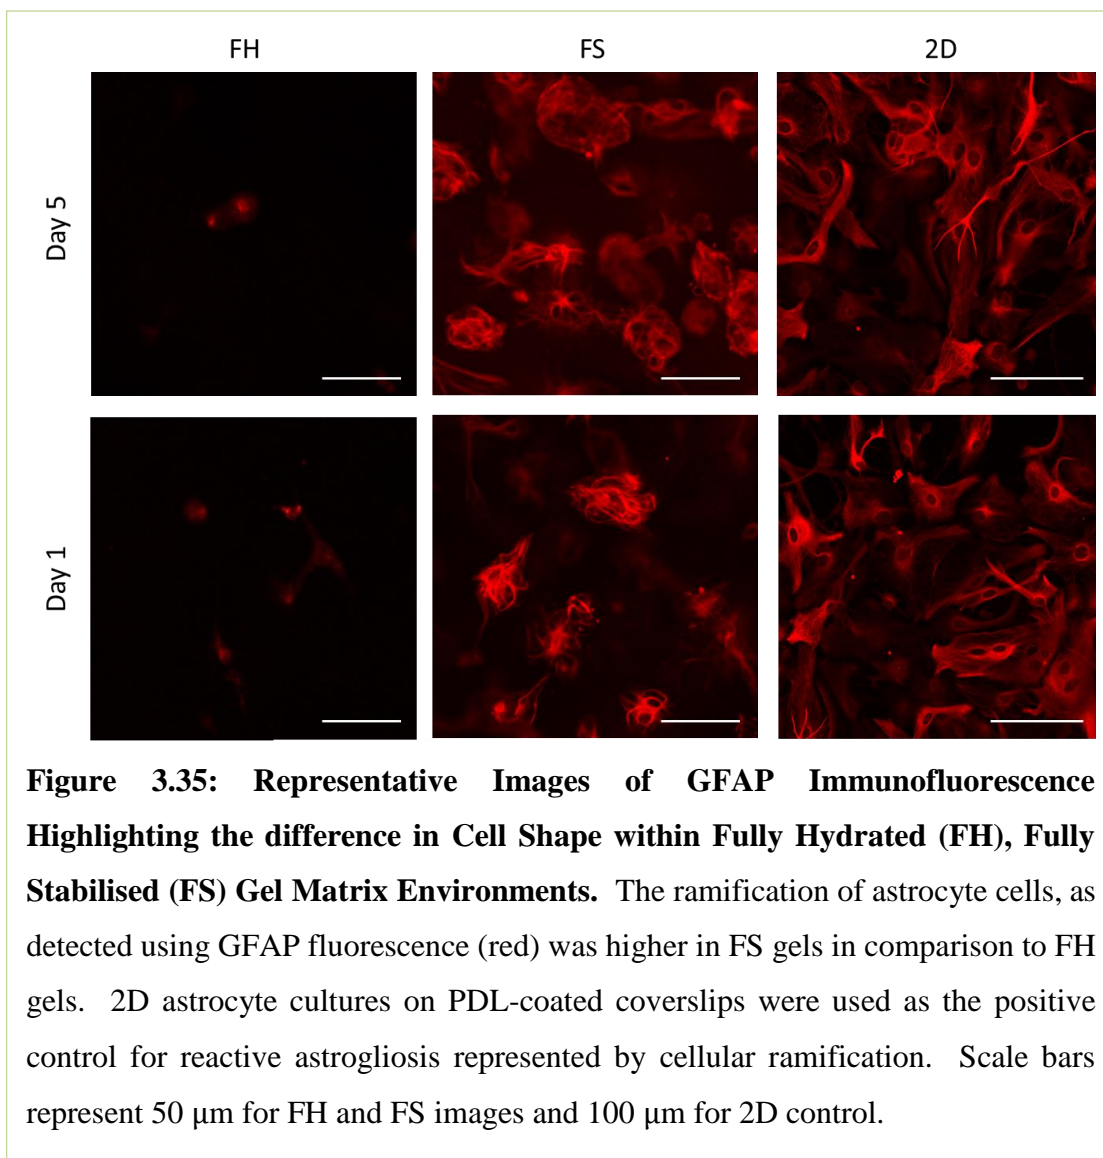 FH FS 2D
Day 5
Day 1
Figure 3.35: Representative Images of GFAP Immunofluorescence
Highlighting the difference in Cell Shape within Fully Hydrated (FH), Fully
Stabilised (FS) Gel Matrix Environments. The ramification of astrocyte cells, as
detected using GFAP fluorescence (red) was higher in FS gels in comparison to FH
gels. 2D astrocyte cultures on PDL-coated coverslips were used as the positive
control for reactive astrogliosis represented by cellular ramification. Scale bars
represent 50 μm for FH and FS images and 100 μm for 2D control.